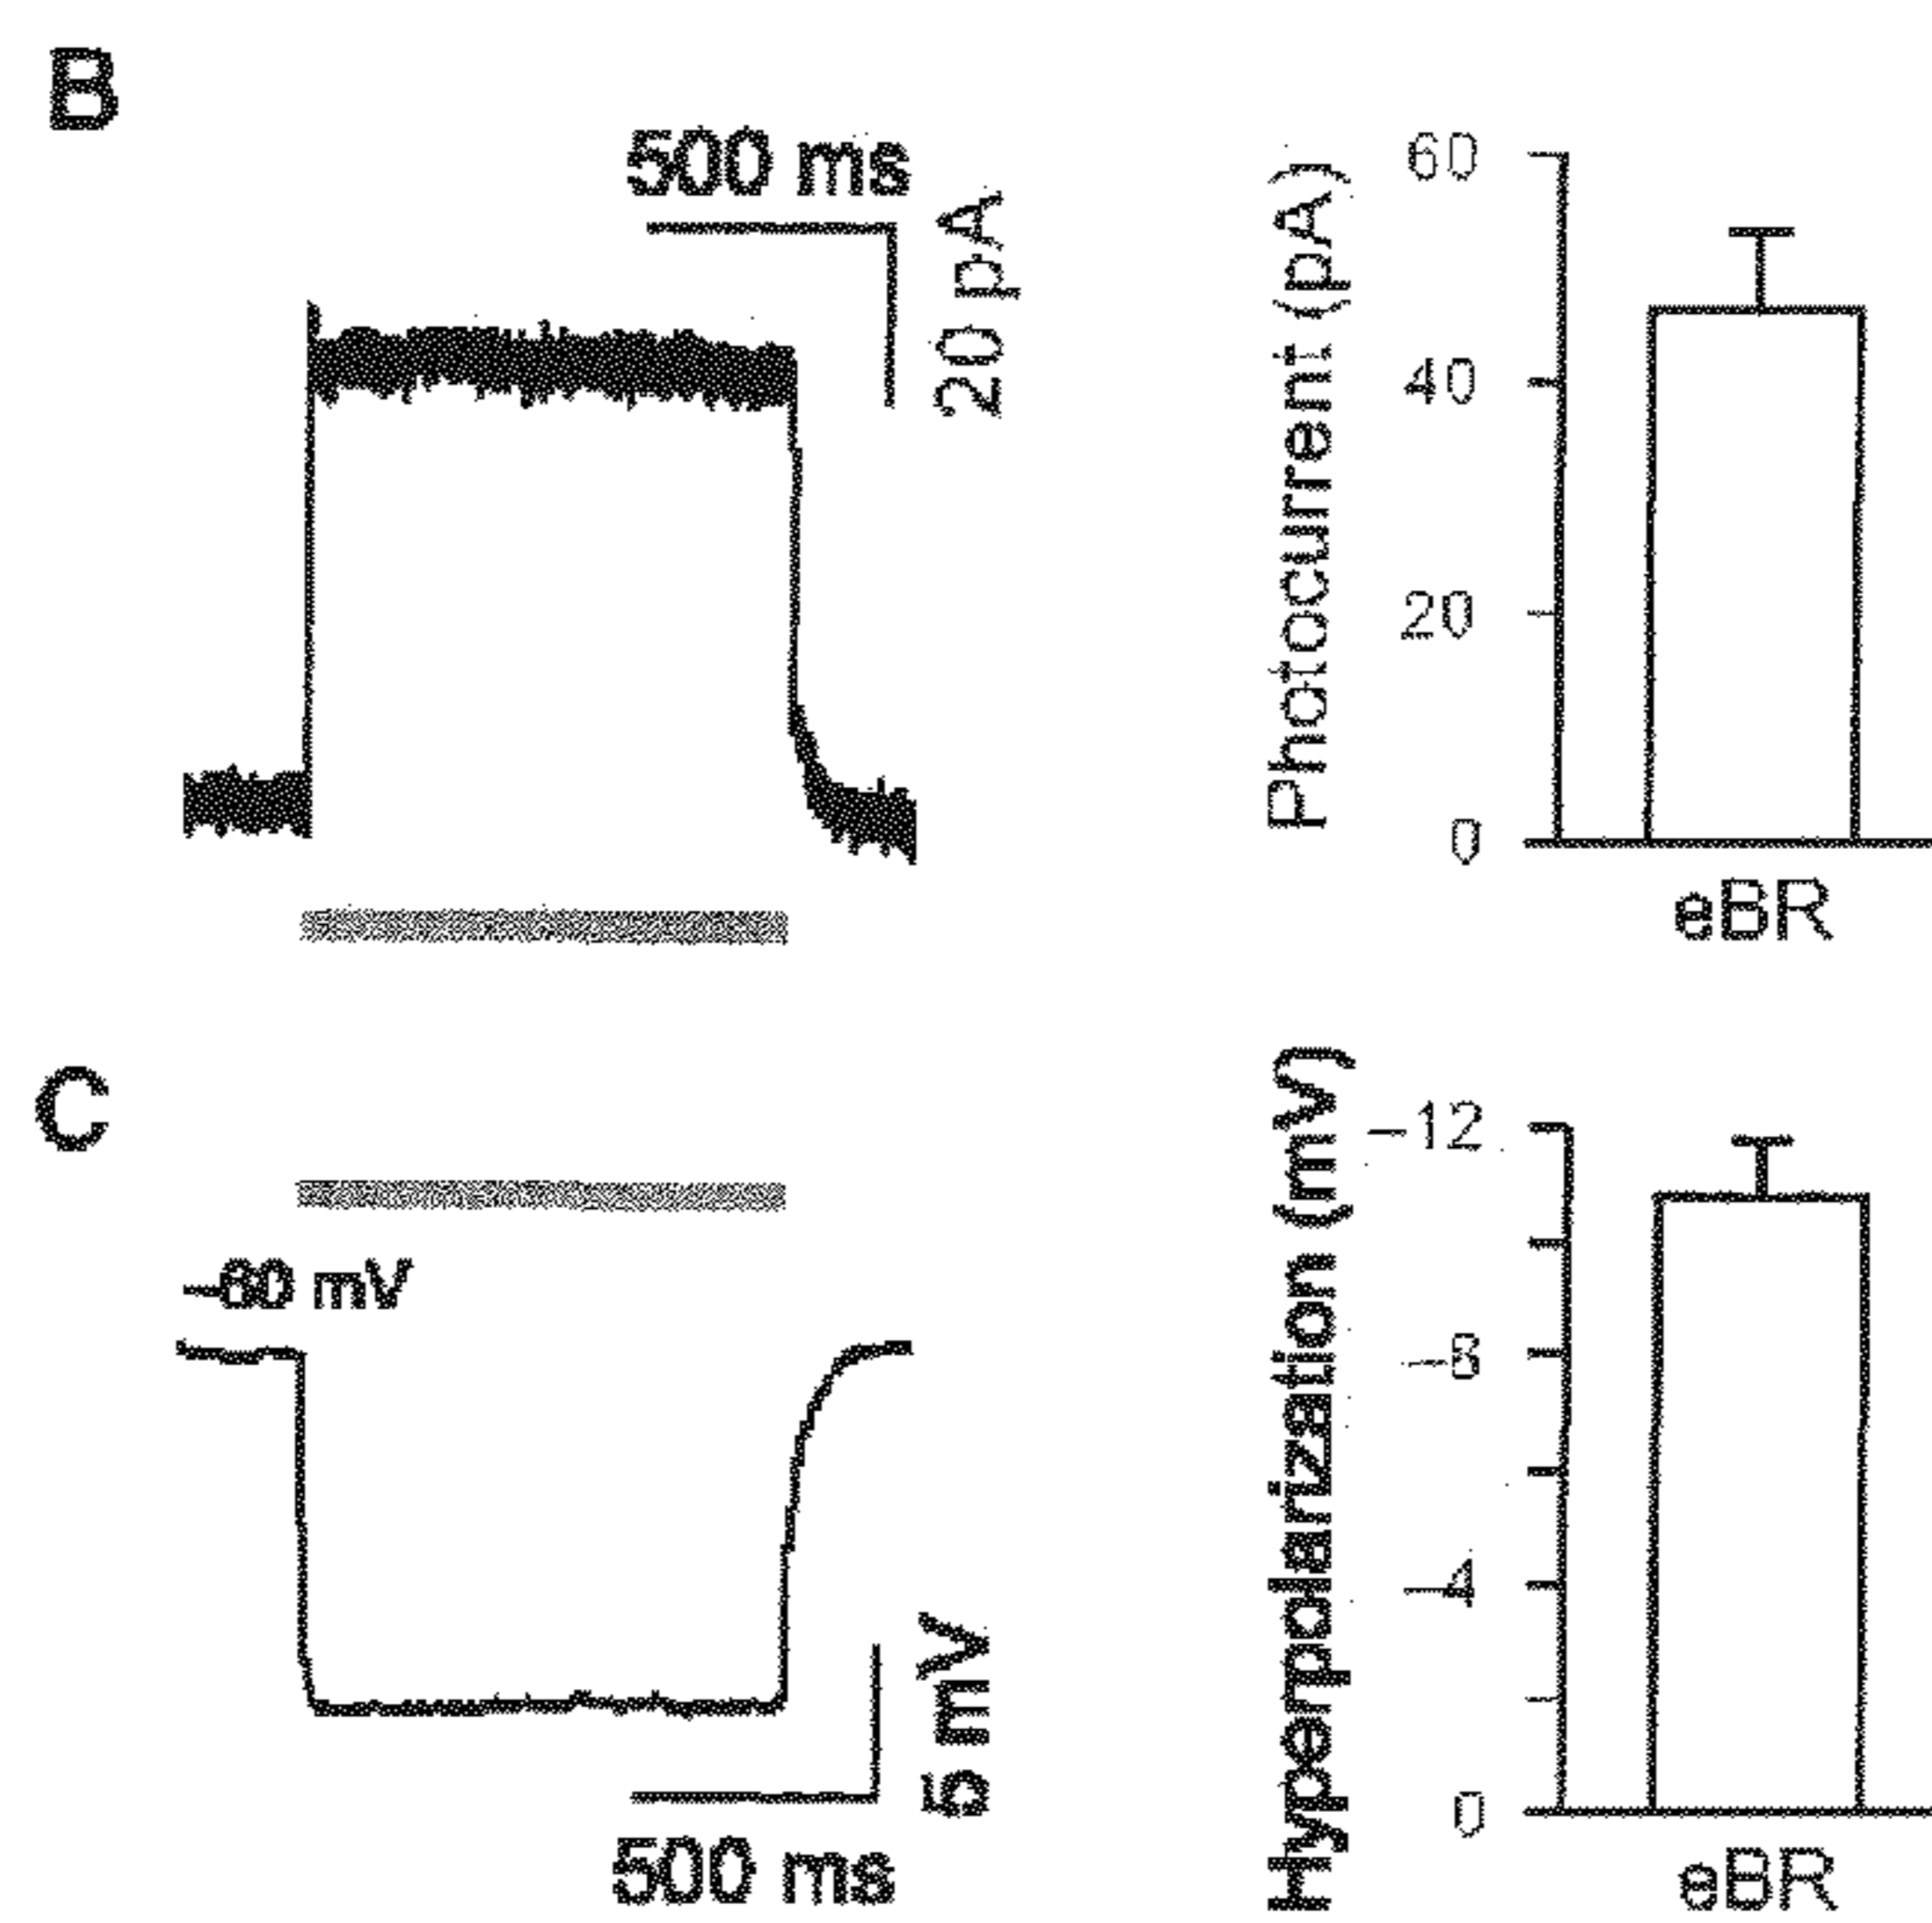 B
500 ms
20 pA
Photocurrent (pA)
60
40
20
0
eBR
C
–60 mV
5 mV
500 ms
Hyperpolarization (mV)
–12
–8
–4
0
eBR